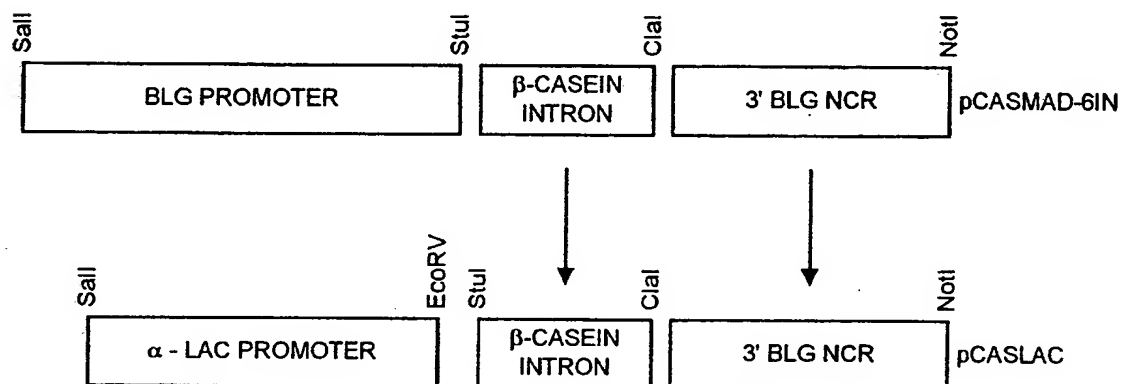 SalI
StuI
ClaI
NotI
BLG PROMOTER
β-CASEIN
INTRON
3' BLG NCR
pCASMAD-6IN
SalI
EcoRV
StuI
ClaI
NotI
α - LAC PROMOTER
β-CASEIN
INTRON
3' BLG NCR
pCASLAC